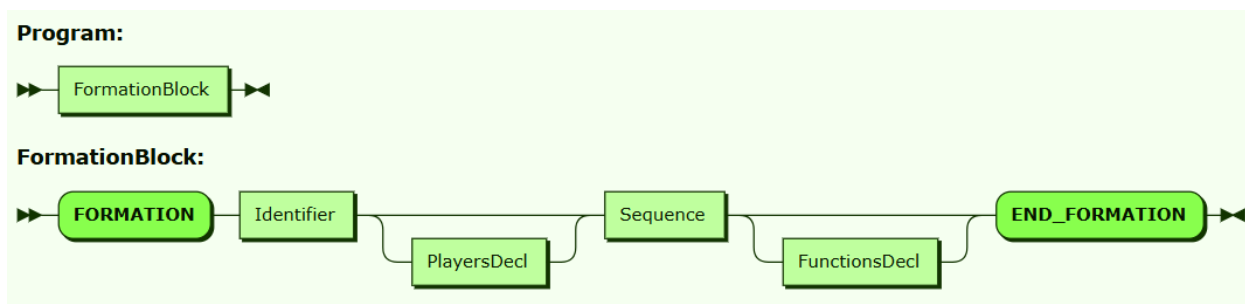 Program:
FormationBlock
FormationBlock:
FORMATION Identifier Sequence END_FORMATION
PlayersDecl FunctionsDecl